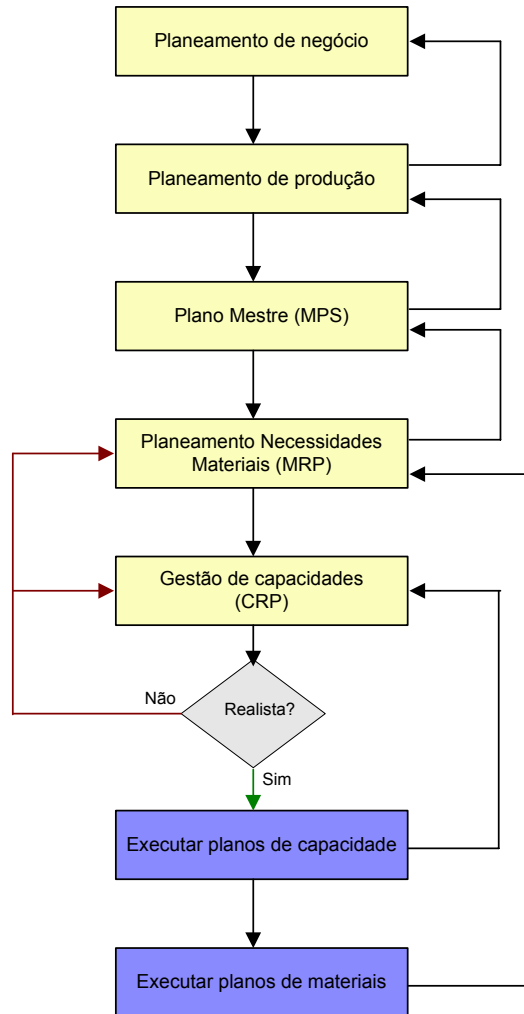 Planeamento de negócio
Planeamento de produção
Plano Mestre (MPS)
Planeamento Necessidades
Materiais (MRP)
Gestão de capacidades
(CRP)
Não
Realista?
Sim
Executar planos de capacidade
Executar planos de materiais